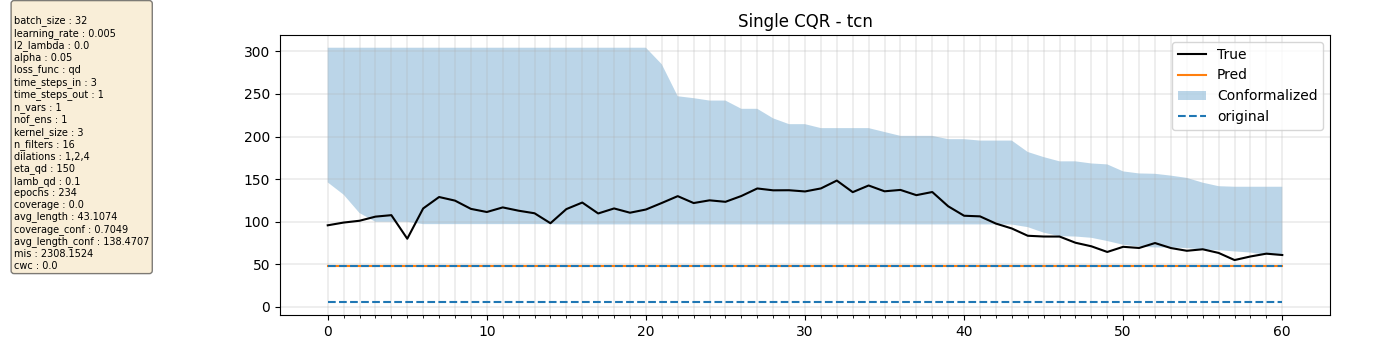 batch_size : 32
learning_rate : 0.005
l2_lambda : 0.0
alpha : 0.05
loss_func : qd
time_steps_in : 3
time_steps_out : 1
n_vars : 1
nof_ens : 1
kernel_size : 3
n_filters : 16
dilations : 1,2,4
eta_qd : 150
lamb_qd : 0.1
epochs : 234
coverage : 0.0
avg_length : 43.1074
coverage_conf : 0.7049
avg_length_conf : 138.4707
mis : 2308.1524
cwc : 0.0
Single CQR - tcn
300
250
200
150
100
50
0
True
Pred
Conformalized
original
0 10 20 30 40 50 60